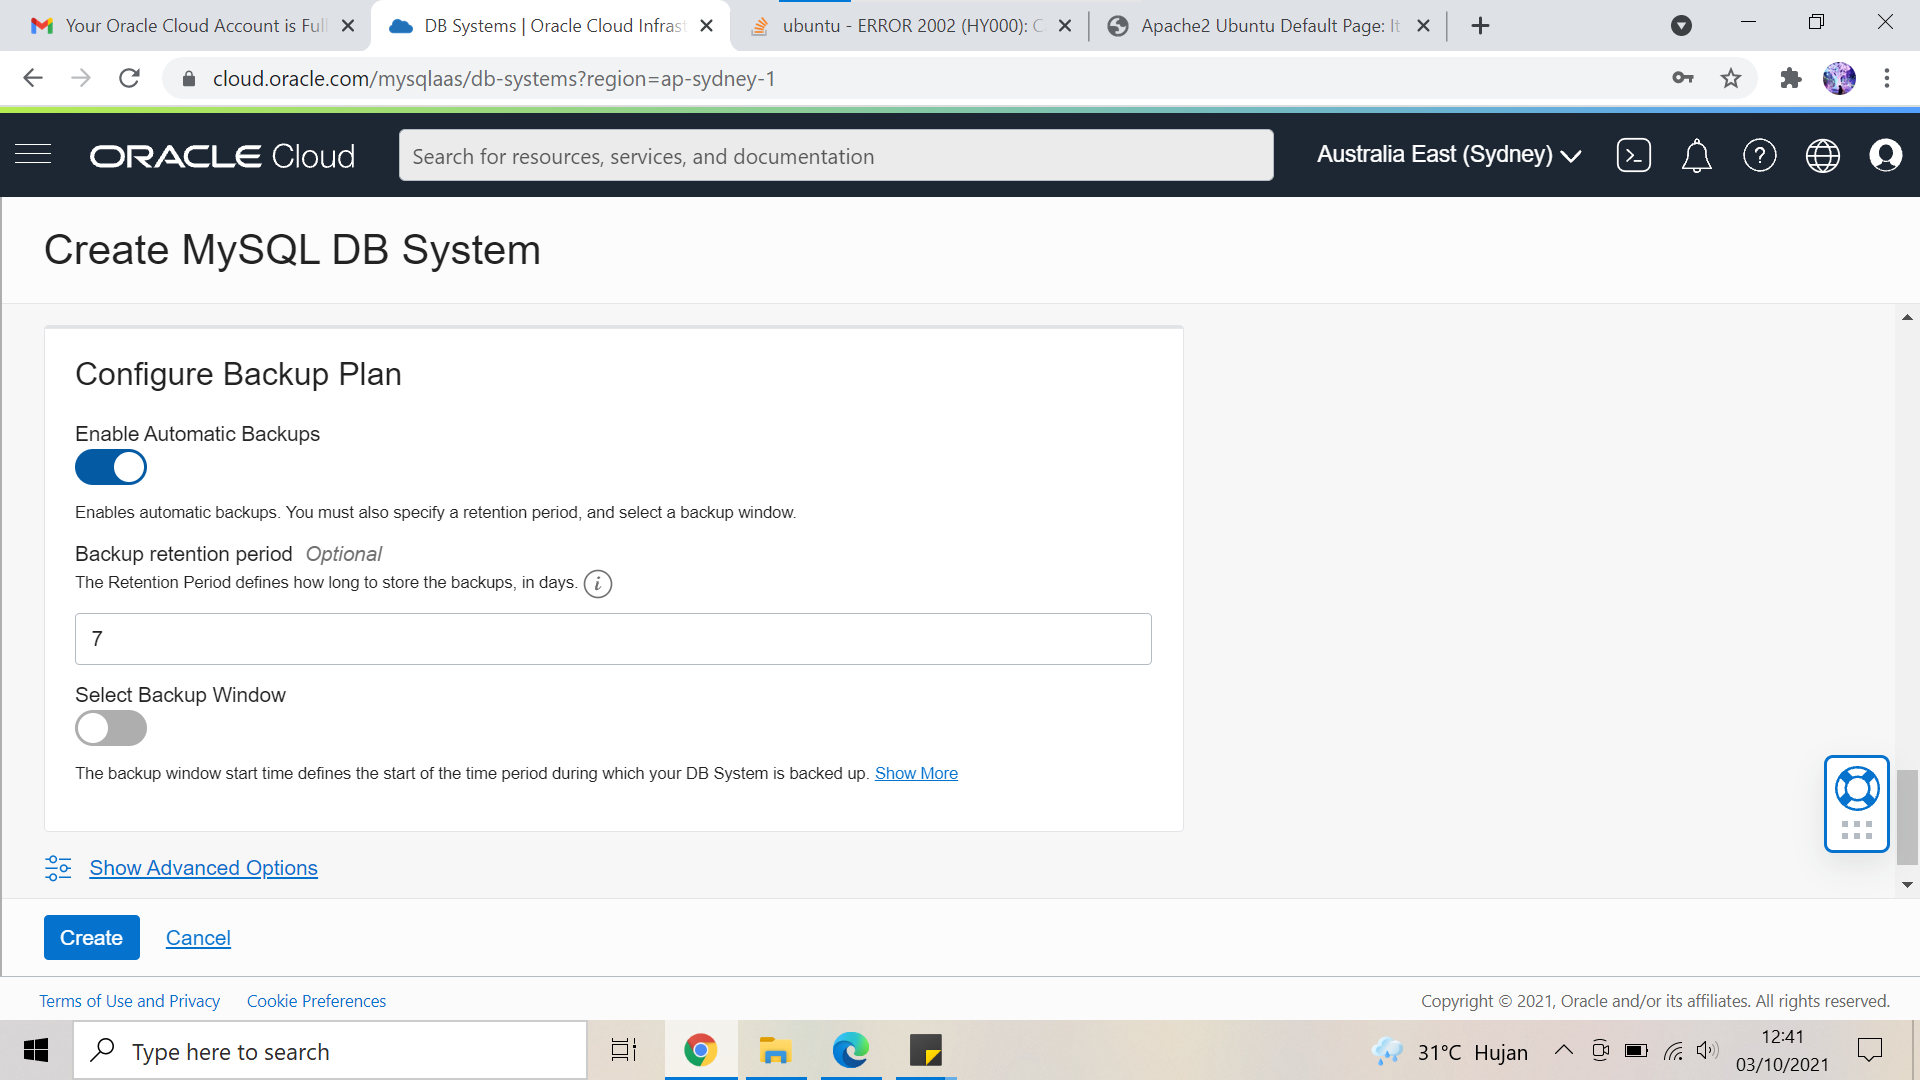 Your Oracle Cloud Account is Full
DB Systems | Oracle Cloud Infrast
ubuntu - ERROR 2002 (HY000): C
Apache2 Ubuntu Default Page: It
cloud.oracle.com/mysqlaas/db-systems?region=ap-sydney-1
ORACLE Cloud
Search for resources, services, and documentation
Australia East (Sydney)
Create MySQL DB System
Configure Backup Plan
Enable Automatic Backups
Enables automatic backups. You must also specify a retention period, and select a backup window.
Backup retention period Optional
The Retention Period defines how long to store the backups, in days.
7
Select Backup Window
The backup window start time defines the start of the time period during which your DB System is backed up. Show More
Show Advanced Options
Create
Cancel
Terms of Use and Privacy
Cookie Preferences
Copyright © 2021, Oracle and/or its affiliates. All rights reserved.
Type here to search
31°C Hujan
12:41
03/10/2021